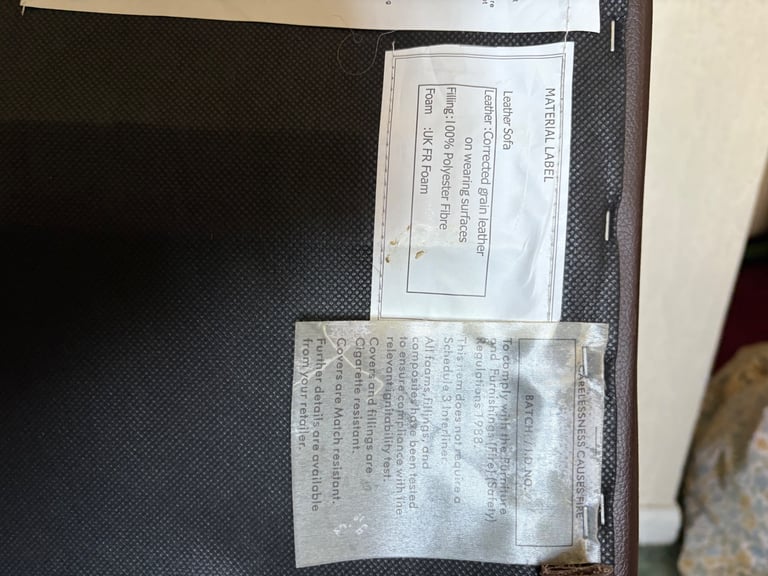 MATERIAL LABEL
Leather Sofa
Leather :Corrected grain leather
on wearing surfaces
Filling :100% Polyester Fibre
Foam :UK FR Foam
CARELESSNESS CAUSES FIRE
BATCH / ID NO.
To comply with the Furniture
and Furnishings (Fire) (Safety)
Regulations 1988:
This item does not require a
Schedule 3 Interliner.
All foams, fillings, and
composites have been tested
to ensure compliance with the
relevant ignitability test.
Covers and fillings are
Cigarette resistant.
Covers are Match resistant.
Further details are available
from your retailer.